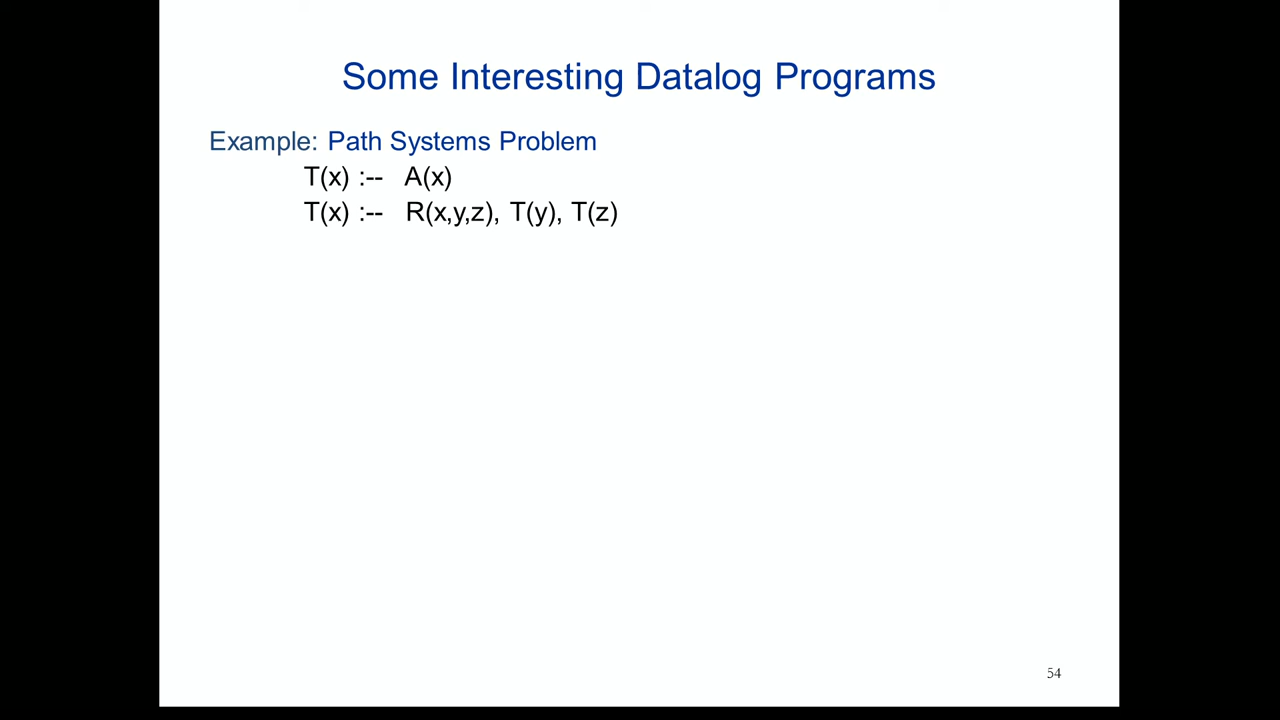 Some Interesting Datalog Programs
Example: Path Systems Problem
T(x) :-- A(x)
T(x) :-- R(x,y,z), T(y), T(z)
54